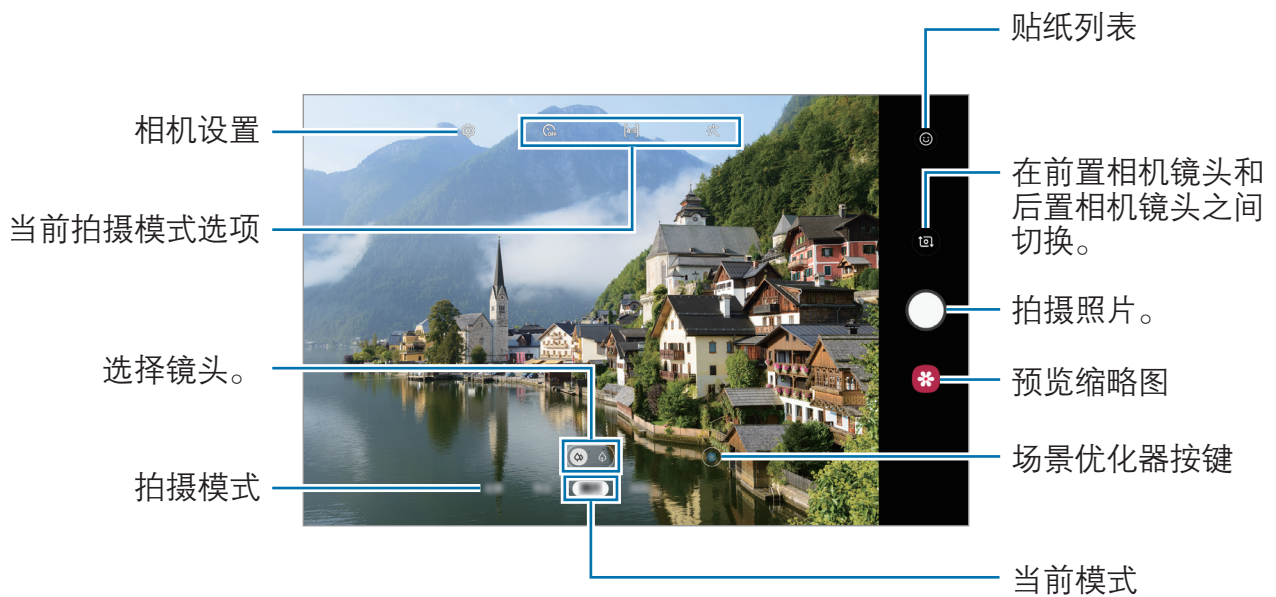 贴纸列表
相机设置
在前置相机镜头和
后置相机镜头之间
切换。
当前拍摄模式选项
拍摄照片。
选择镜头。
预览缩略图
场景优化器按键
拍摄模式
当前模式